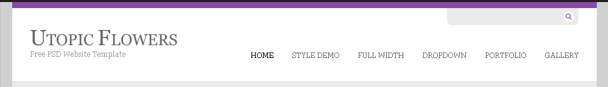 Utopic Flowers
Free PSD Website Template
HOME STYLE DEMO FULL WIDTH DROPDOWN PORTFOLIO GALLERY